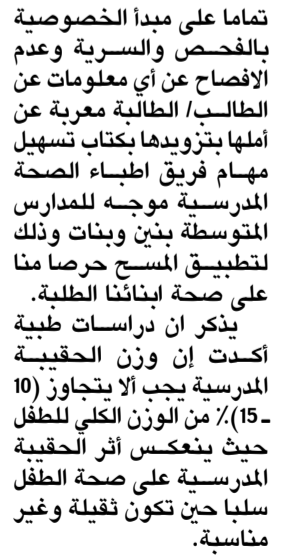 تماما على مبدأ الخصوصية
بالفحص والسرية وعدم
الافصاح عن أي معلومات عن
الطالب/ الطالبة معربة عن
أملها بتزويدها بكتاب تسهيل
مهام فريق اطباء الصحة
المدرسية موجه للمدارس
المتوسطة بنين وبنات وذلك
لتطبيق المسح حرصا منا
على صحة ابنائنا الطلبة.
يذكر ان دراسات طبية
أكدت إن وزن الحقيبة
المدرسية يجب ألا يتجاوز (10
ـ 15)٪ من الوزن الكلي للطفل
حيث ينعكس أثر الحقيبة
المدرسية على صحة الطفل
سلبا حين تكون ثقيلة وغير
مناسبة.